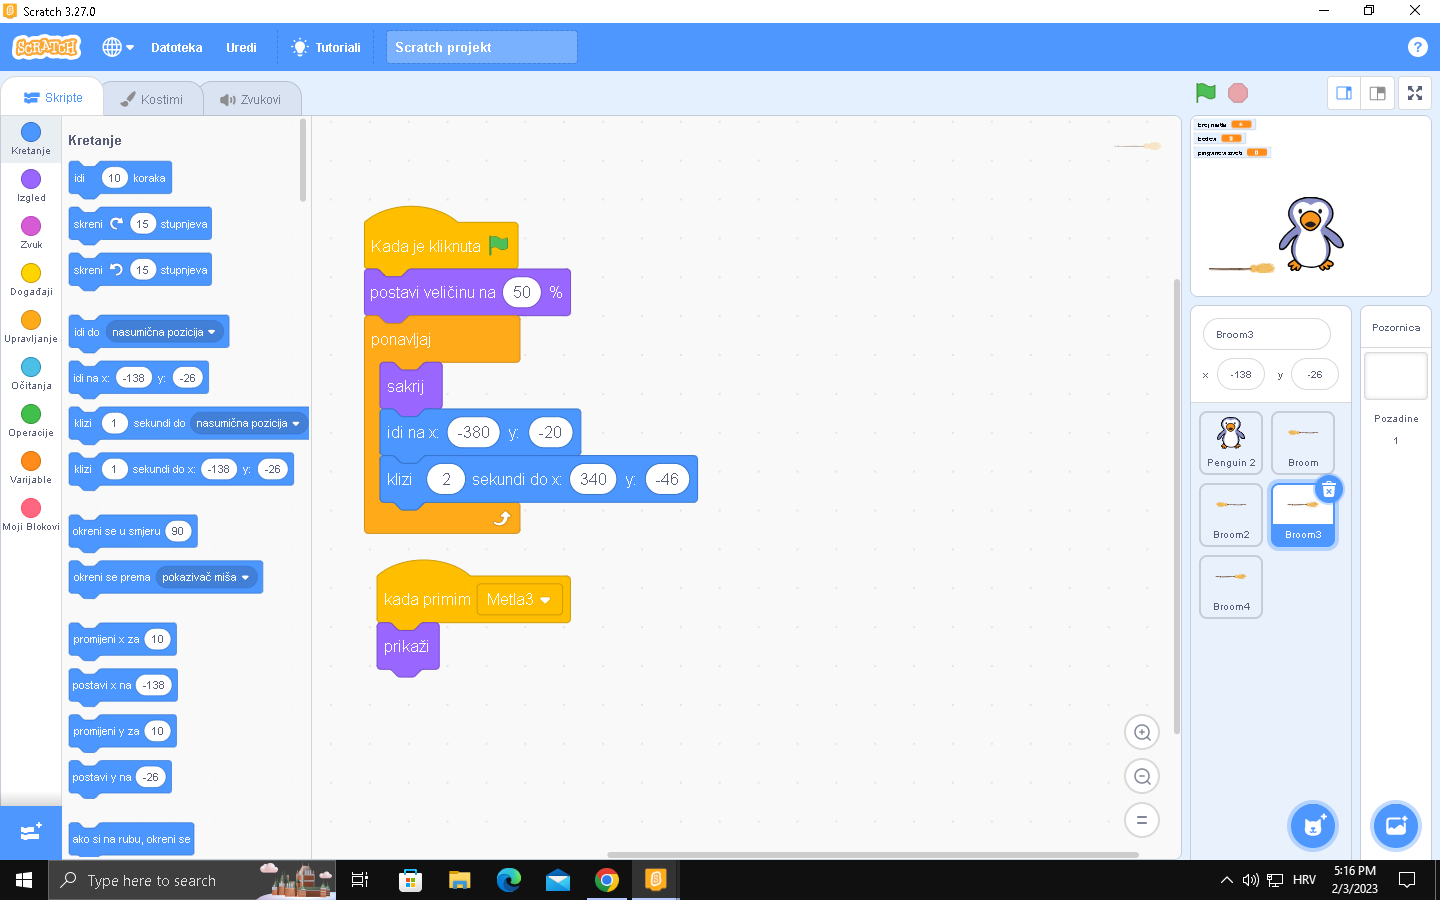 Scratch 3.27.0
SCRATCH
Datoteka
Uredi
Tutoriali
Scratch projekt
?
Skripte
Kostimi
Zvukovi
Kretanje
Izgled
Zvuk
Događaji
Upravljanje
Očitanja
Operacije
Varijable
Moji Blokovi
Kretanje
idi 10 koraka
skreni 15 stupnjeva
skreni 15 stupnjeva
idi do nasumična pozicija
idi na x: -138 y: -26
klizi 1 sekundi do nasumična pozicija
klizi 1 sekundi do x: -138 y: -26
okreni se u smjeru 90
okreni se prema pokazivač miša
promijeni x za 10
postavi x na -138
promijeni y za 10
postavi y na -26
ako si na rubu, okreni se
Kada je kliknuta
postavi veličinu na 50 %
ponavljaj
sakrij
idi na x: -380 y: -20
klizi 2 sekundi do x: 340 y: -46
kada primim Metla3
prikaži
Broom3
x -138 y -26
Penguin 2
Broom
Broom2
Broom3
Broom4
Pozornica
Pozadine
1
Type here to search
HRV
5:16 PM
2/3/2023